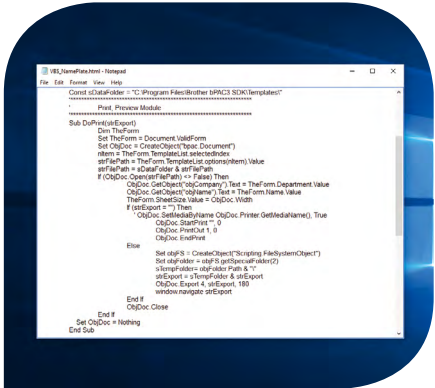 VBS_NamePlate.html - Notepad
File Edit Format View Help
Const sDataFolder = "C:\Program Files\Brother bPAC3 SDK\Templates\"
'*******************************************************
' Print, Preview Module
'*******************************************************
Sub DoPrint(strExport)
Dim TheForm
Set TheForm = Document.ValidForm
Set ObjDoc = CreateObject("bpac.Document")
nItem = TheForm.TemplateList.selectedIndex
strFilePath = TheForm.TemplateList.options(nItem).Value
strFilePath = sDataFolder & strFilePath
If (ObjDoc.Open(strFilePath) <> False) Then
ObjDoc.GetObject("objCompany").Text = TheForm.Department.Value
ObjDoc.GetObject("objName").Text = TheForm.Name.Value
TheForm.SheetSize.Value = ObjDoc.Width
If (strExport = "") Then
' ObjDoc.SetMediaByName ObjDoc.Printer.GetMediaName(), True
ObjDoc.StartPrint "", 0
ObjDoc.PrintOut 1, 0
ObjDoc.EndPrint
Else
Set objFS = CreateObject("Scripting.FileSystemObject")
Set objFolder = objFS.getSpecialFolder(2)
sTempFolder= objFolder.Path & "\"
strExport = sTempFolder & strExport
ObjDoc.Export 4, strExport, 180
window.navigate strExport
End If
ObjDoc.Close
End If
Set ObjDoc = Nothing
End Sub